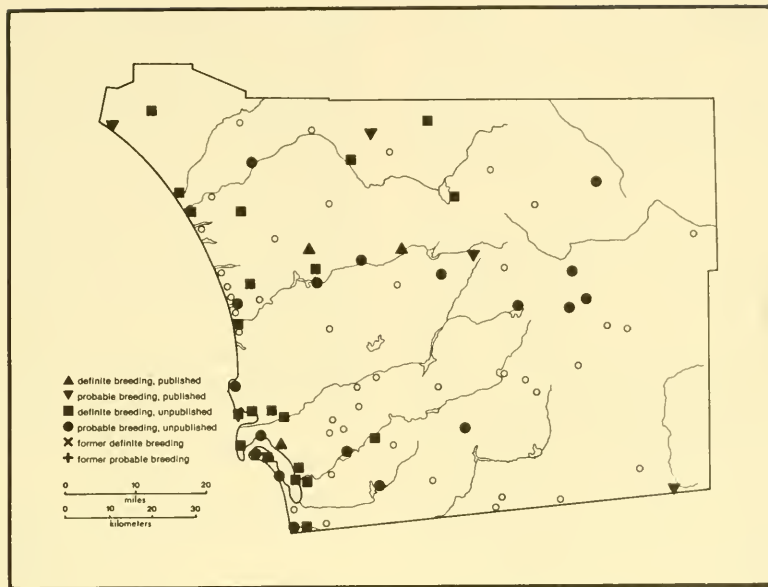 definite breeding, published
probable breeding, published
definite breeding, unpublished
probable breeding, unpublished
former definite breeding
former probable breeding
0 10 20
miles
0 10 20 30
kilometers